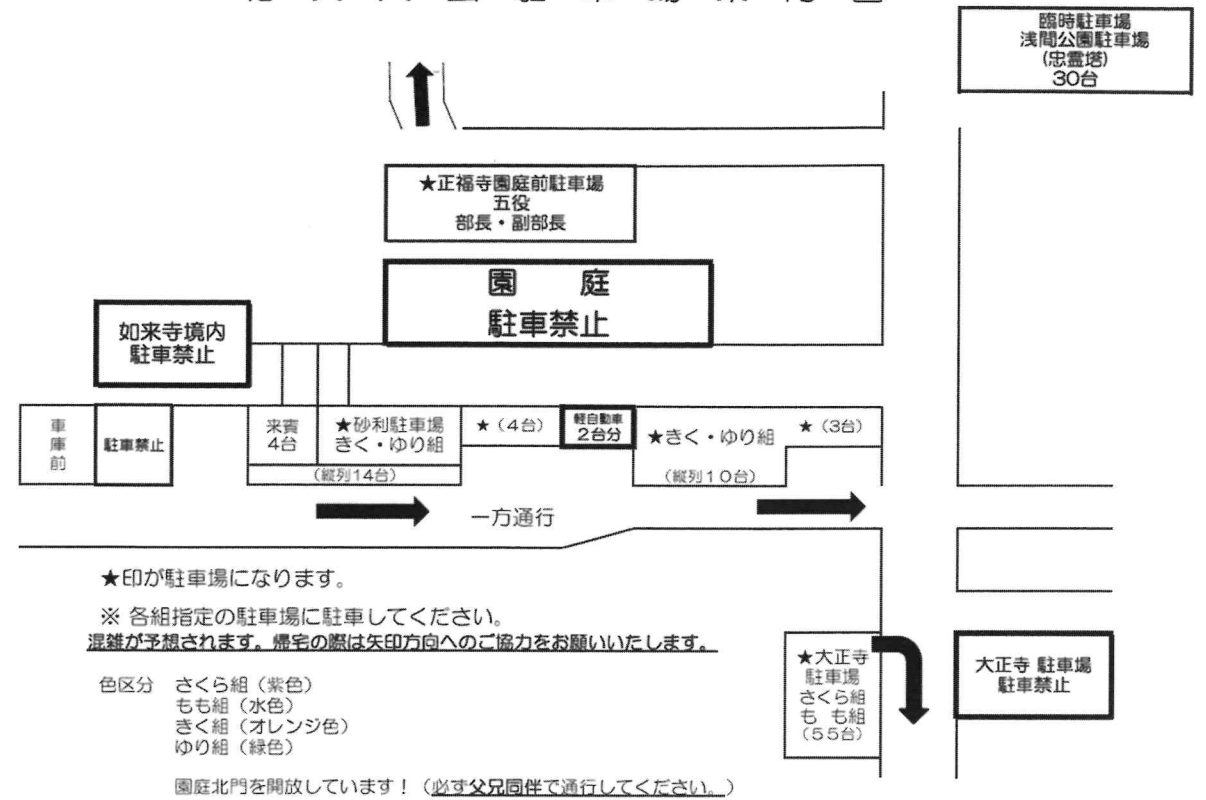 臨時駐車場
浅間公園駐車場
(忠霊塔)
30台
★正福寺園庭前駐車場
五役
部長・副部長
園　庭
駐車禁止
如来寺境内
駐車禁止
車庫前
駐車禁止
来賓
4台
★砂利駐車場
きく・ゆり組
(縦列14台)
★(4台)
軽自動車
2台分
★きく・ゆり組
(縦列10台)
★(3台)
一方通行
★印が駐車場になります。
※ 各組指定の駐車場に駐車してください。
混雑が予想されます。帰宅の際は矢印方向へのご協力をお願いいたします。
色区分　さくら組（紫色）
もも組（水色）
きく組（オレンジ色）
ゆり組（緑色）
園庭北門を開放しています！（必ず父兄同伴で通行してください。）
★大正寺
駐車場
さくら組
も も組
(55台)
大正寺 駐車場
駐車禁止